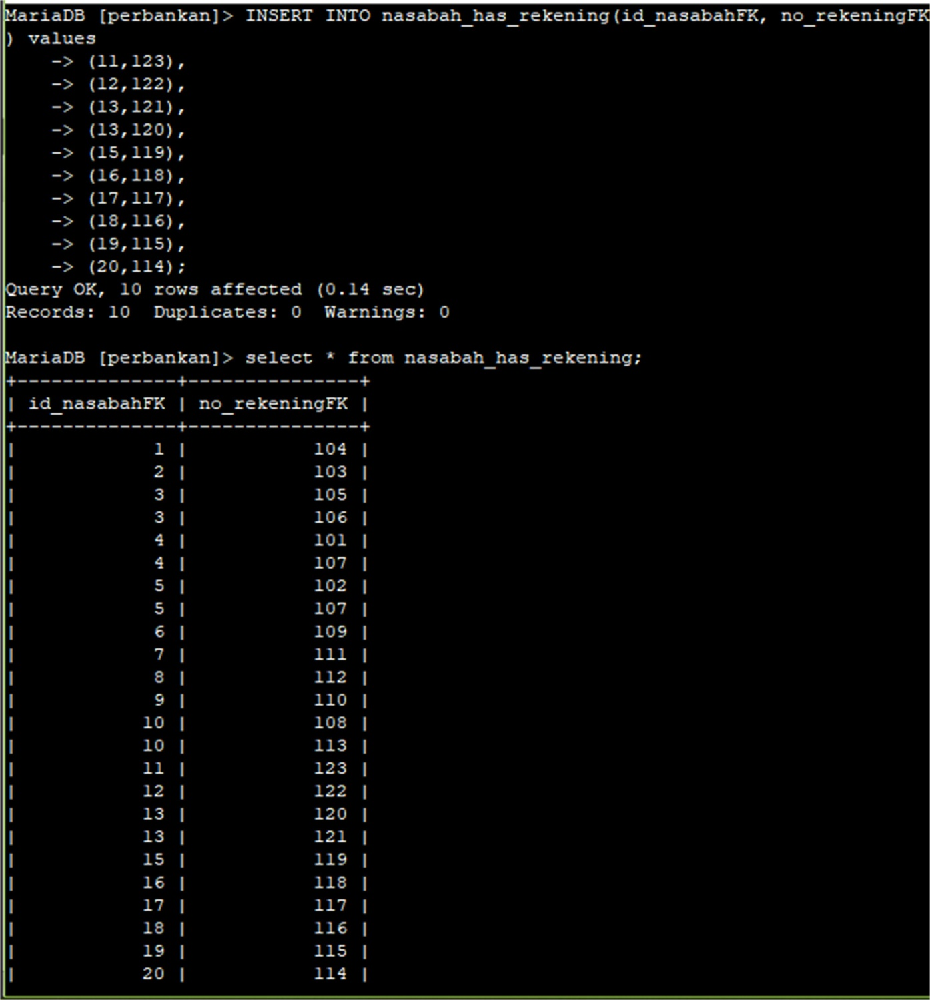 MariaDB [perbankan]> INSERT INTO nasabah_has_rekening(id_nasabahFK, no_rekeningFK
) values
    -> (11,123),
    -> (12,122),
    -> (13,121),
    -> (13,120),
    -> (15,119),
    -> (16,118),
    -> (17,117),
    -> (18,116),
    -> (19,115),
    -> (20,114);
Query OK, 10 rows affected (0.14 sec)
Records: 10  Duplicates: 0  Warnings: 0

MariaDB [perbankan]> select * from nasabah_has_rekening;
+--------------+---------------+
| id_nasabahFK | no_rekeningFK |
+--------------+---------------+
|            1 |           104 |
|            2 |           103 |
|            3 |           105 |
|            3 |           106 |
|            4 |           101 |
|            4 |           107 |
|            5 |           102 |
|            5 |           107 |
|            6 |           109 |
|            7 |           111 |
|            8 |           112 |
|            9 |           110 |
|           10 |           108 |
|           10 |           113 |
|           11 |           123 |
|           12 |           122 |
|           13 |           120 |
|           13 |           121 |
|           15 |           119 |
|           16 |           118 |
|           17 |           117 |
|           18 |           116 |
|           19 |           115 |
|           20 |           114 |